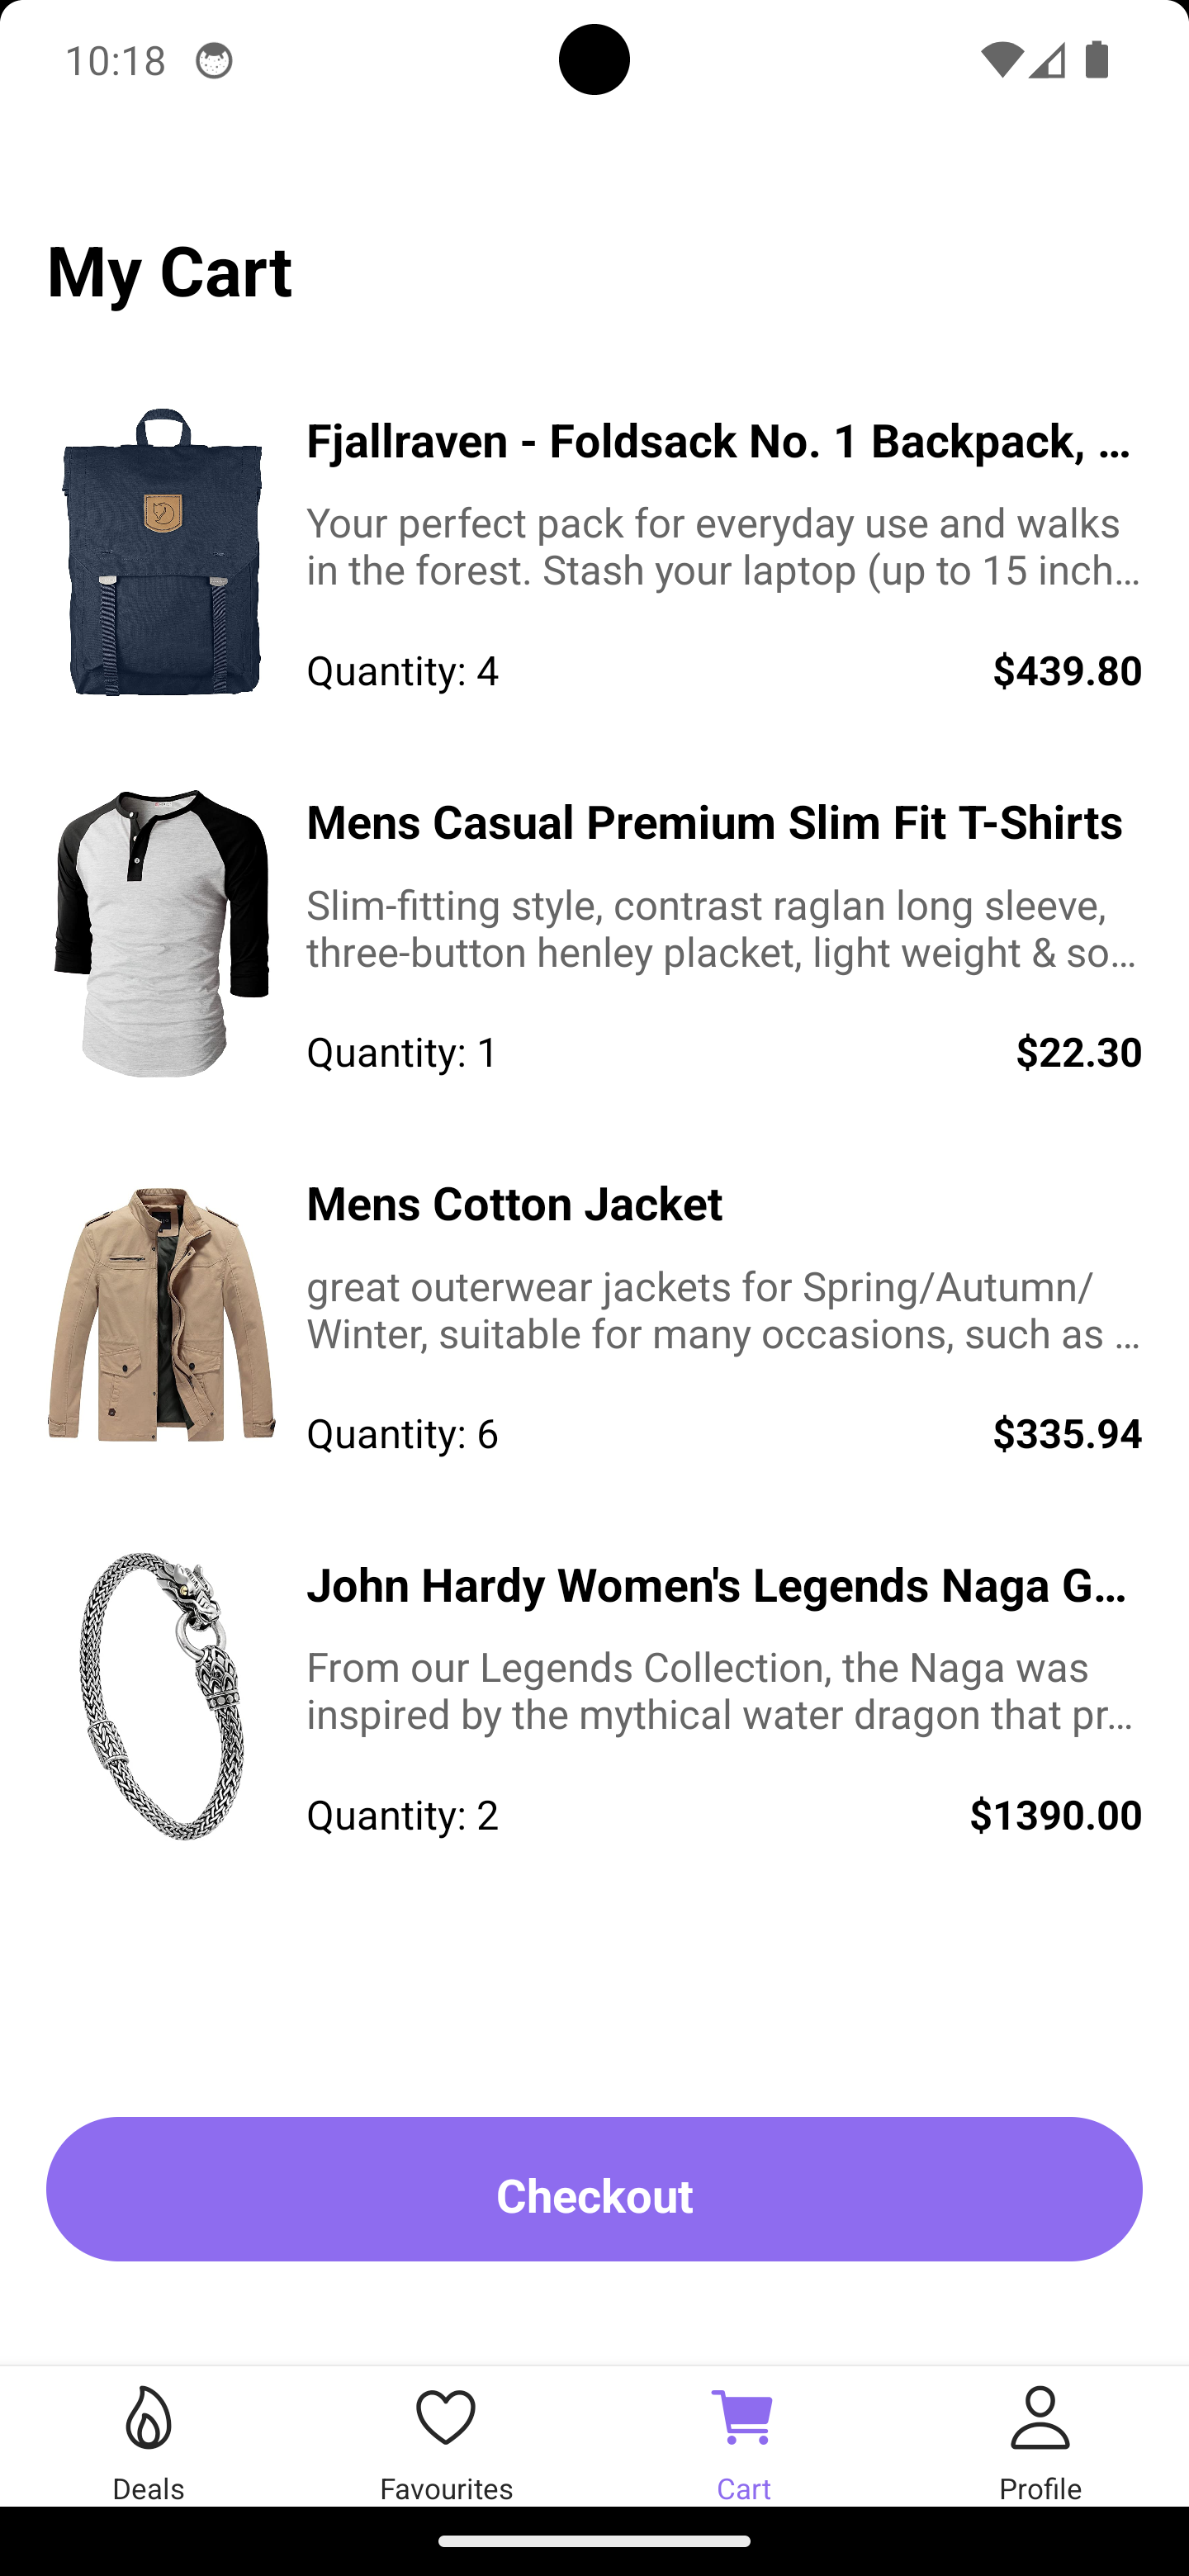 10:18
My Cart
Fjallraven - Foldsack No. 1 Backpack, ...
Your perfect pack for everyday use and walks
in the forest. Stash your laptop (up to 15 inch...
Quantity: 4
$439.80
Mens Casual Premium Slim Fit T-Shirts
Slim-fitting style, contrast raglan long sleeve,
three-button henley placket, light weight & so...
Quantity: 1
$22.30
Mens Cotton Jacket
great outerwear jackets for Spring/Autumn/
Winter, suitable for many occasions, such as ...
Quantity: 6
$335.94
John Hardy Women's Legends Naga G...
From our Legends Collection, the Naga was
inspired by the mythical water dragon that pr...
Quantity: 2
$1390.00
Checkout
Deals
Favourites
Cart
Profile